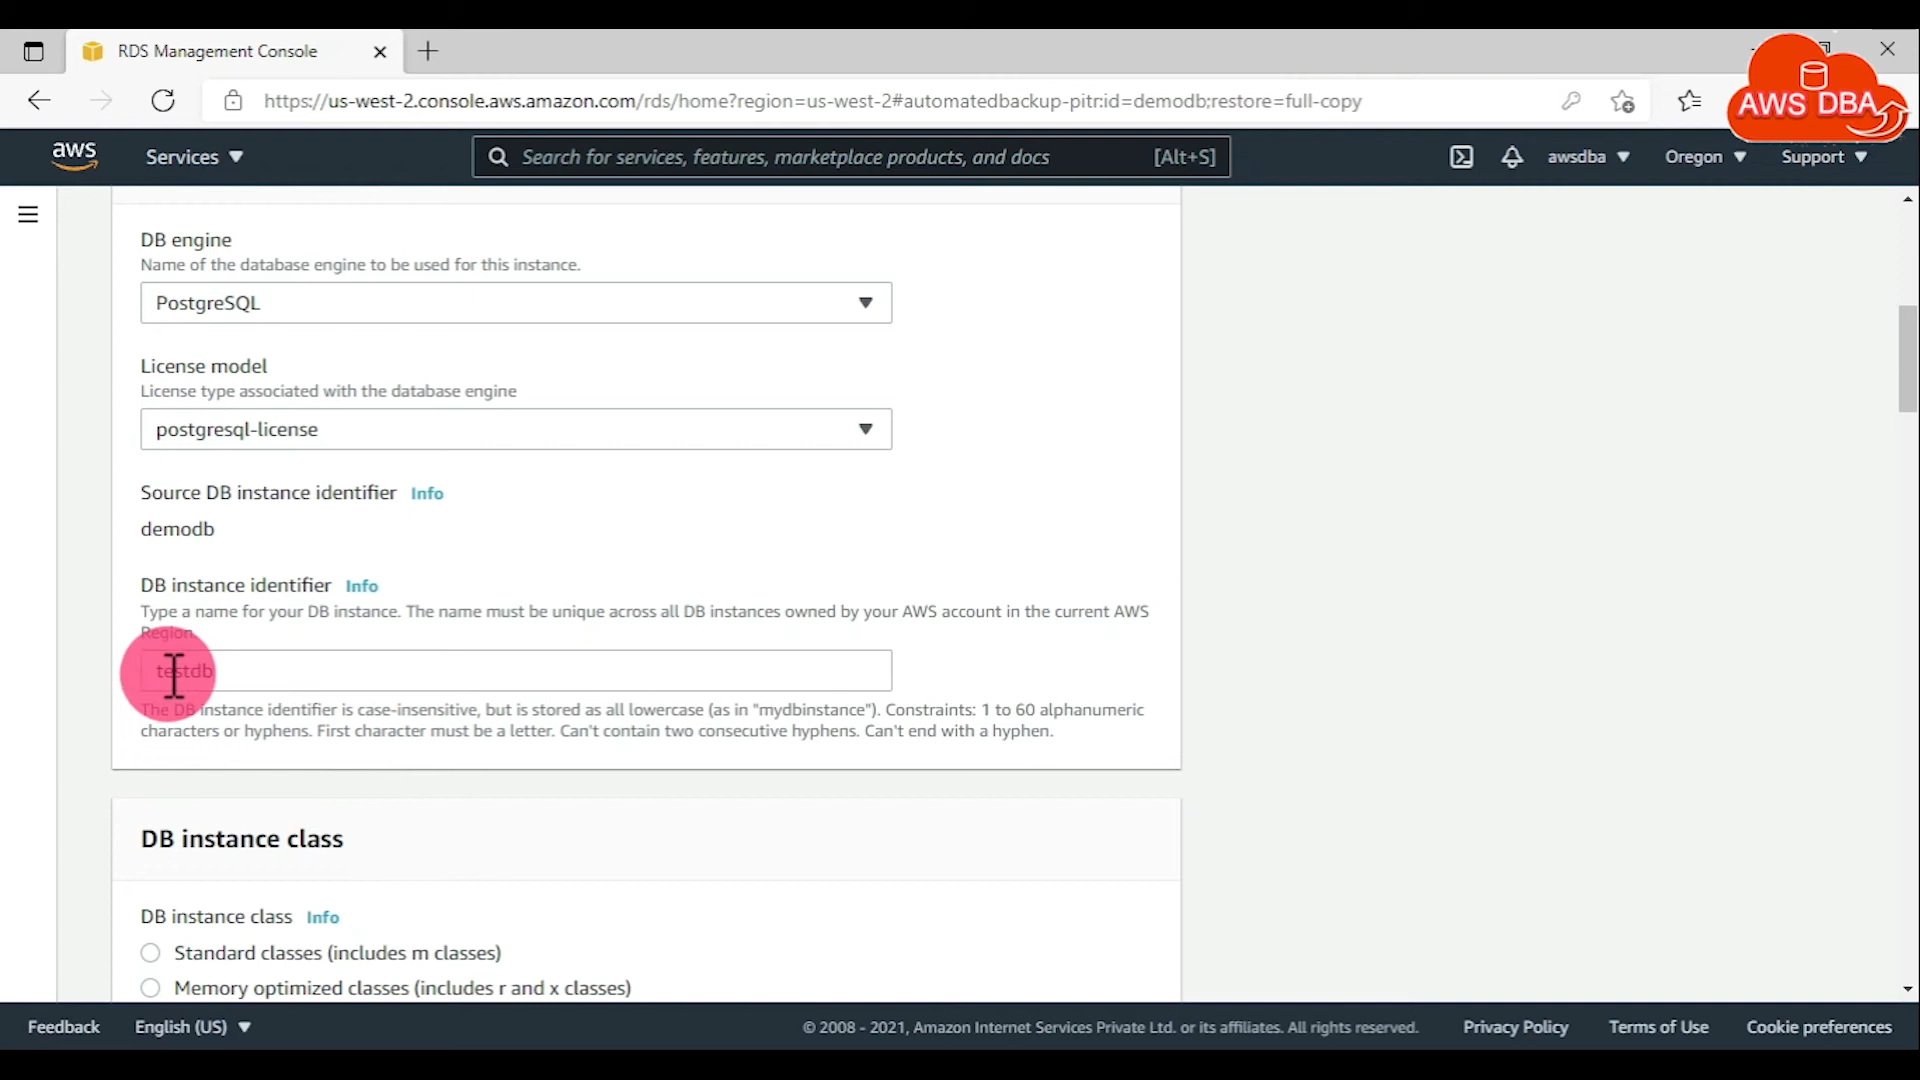 RDS Management Console
https://us-west-2.console.aws.amazon.com/rds/home?region=us-west-2#automatedbackup-pitr:id=demodb;restore=full-copy
AWS DBA
aws
Services
Search for services, features, marketplace products, and docs
[Alt+S]
awsdba
Oregon
Support
DB engine
Name of the database engine to be used for this instance.
PostgreSQL
License model
License type associated with the database engine
postgresql-license
Source DB instance identifier Info
demodb
DB instance identifier Info
Type a name for your DB instance. The name must be unique across all DB instances owned by your AWS account in the current AWS
Region.
testdb
The DB instance identifier is case-insensitive, but is stored as all lowercase (as in "mydbinstance"). Constraints: 1 to 60 alphanumeric
characters or hyphens. First character must be a letter. Can't contain two consecutive hyphens. Can't end with a hyphen.
DB instance class
DB instance class Info
Standard classes (includes m classes)
Memory optimized classes (includes r and x classes)
Feedback
English (US)
© 2008 - 2021, Amazon Internet Services Private Ltd. or its affiliates. All rights reserved.
Privacy Policy
Terms of Use
Cookie preferences